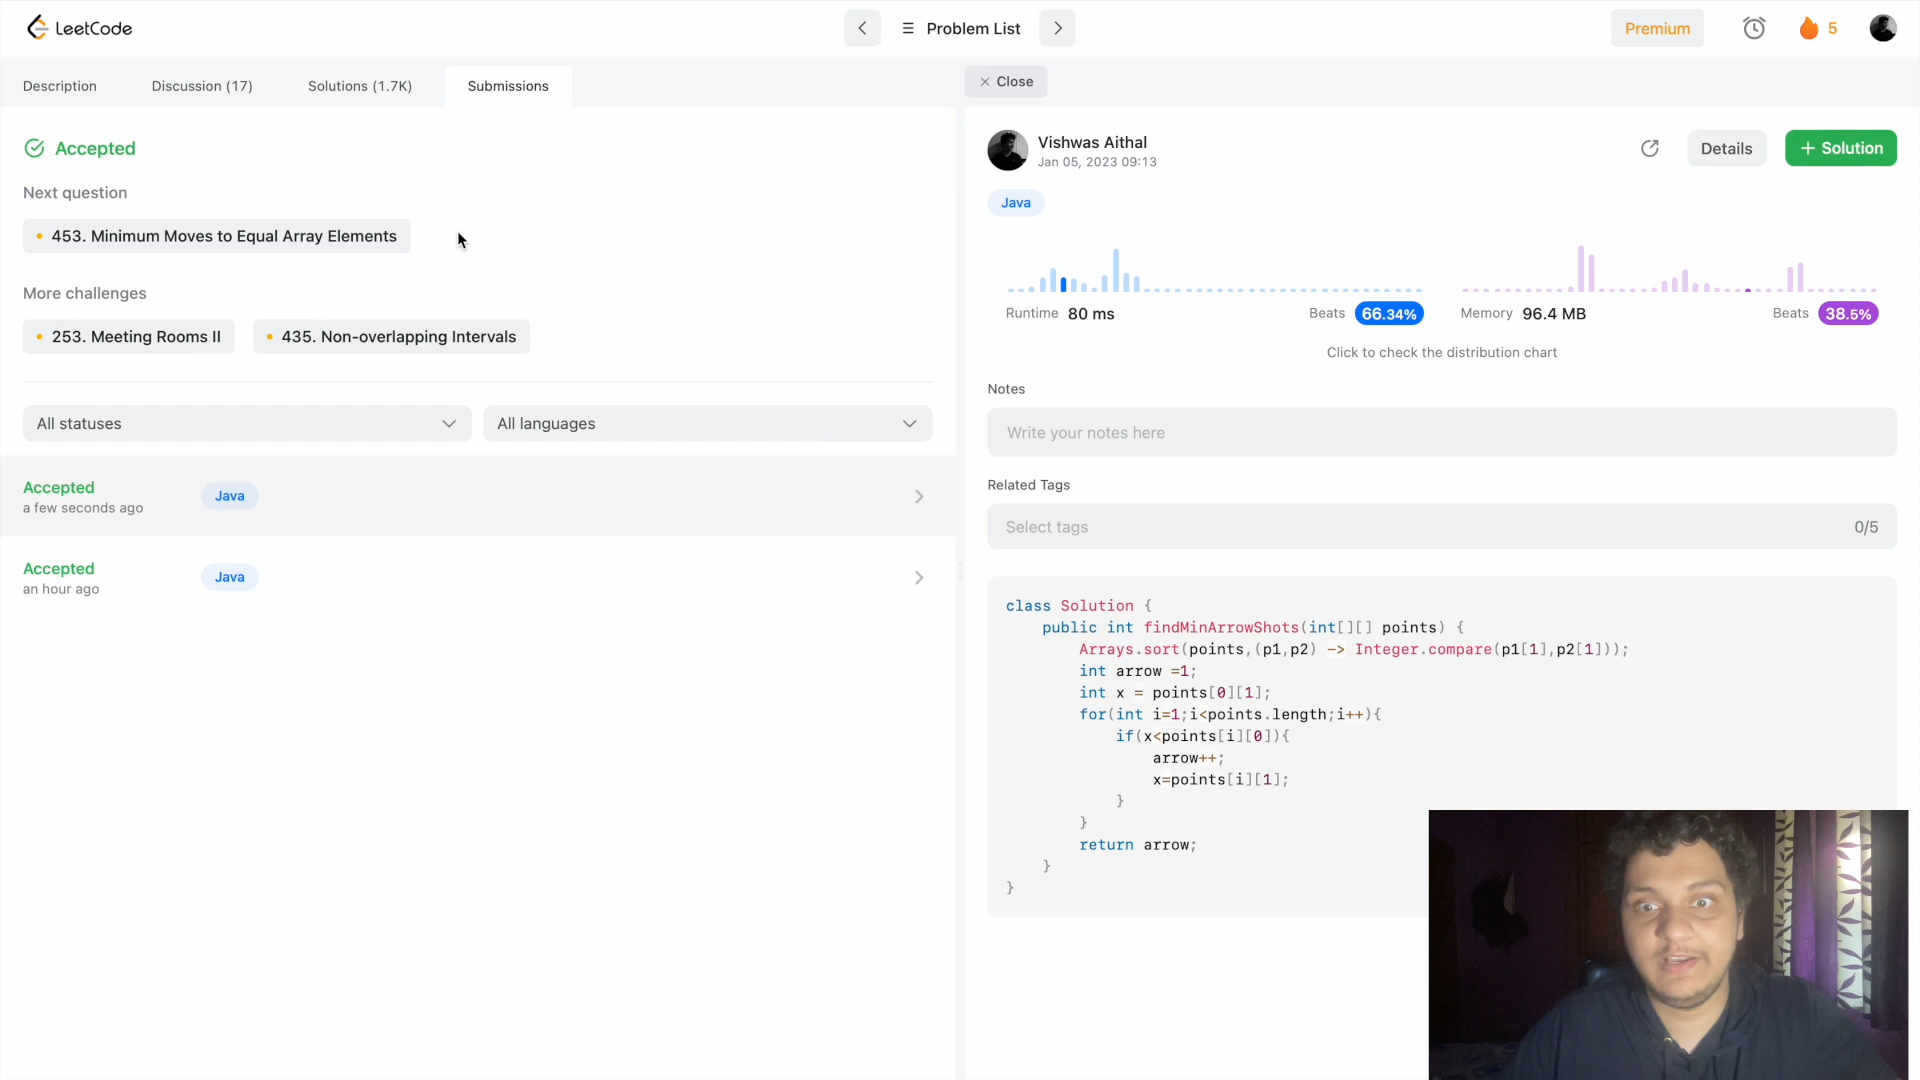 LeetCode
Problem List
Premium
5
Description
Discussion (17)
Solutions (1.7K)
Submissions
Close
Accepted
Next question
453. Minimum Moves to Equal Array Elements
More challenges
253. Meeting Rooms II
435. Non-overlapping Intervals
All statuses
All languages
Accepted
a few seconds ago
Java
Accepted
an hour ago
Java
Vishwas Aithal
Jan 05, 2023 09:13
Details
+ Solution
Java
Runtime 80 ms
Beats 66.34%
Memory 96.4 MB
Beats 38.5%
Click to check the distribution chart
Notes
Write your notes here
Related Tags
Select tags
0/5
class Solution {
public int findMinArrowShots(int[][] points) {
Arrays.sort(points,(p1,p2) -> Integer.compare(p1[1],p2[1]));
int arrow =1;
int x = points[0][1];
for(int i=1;i<points.length;i++){
if(x<points[i][0]){
arrow++;
x=points[i][1];
}
}
return arrow;
}
}